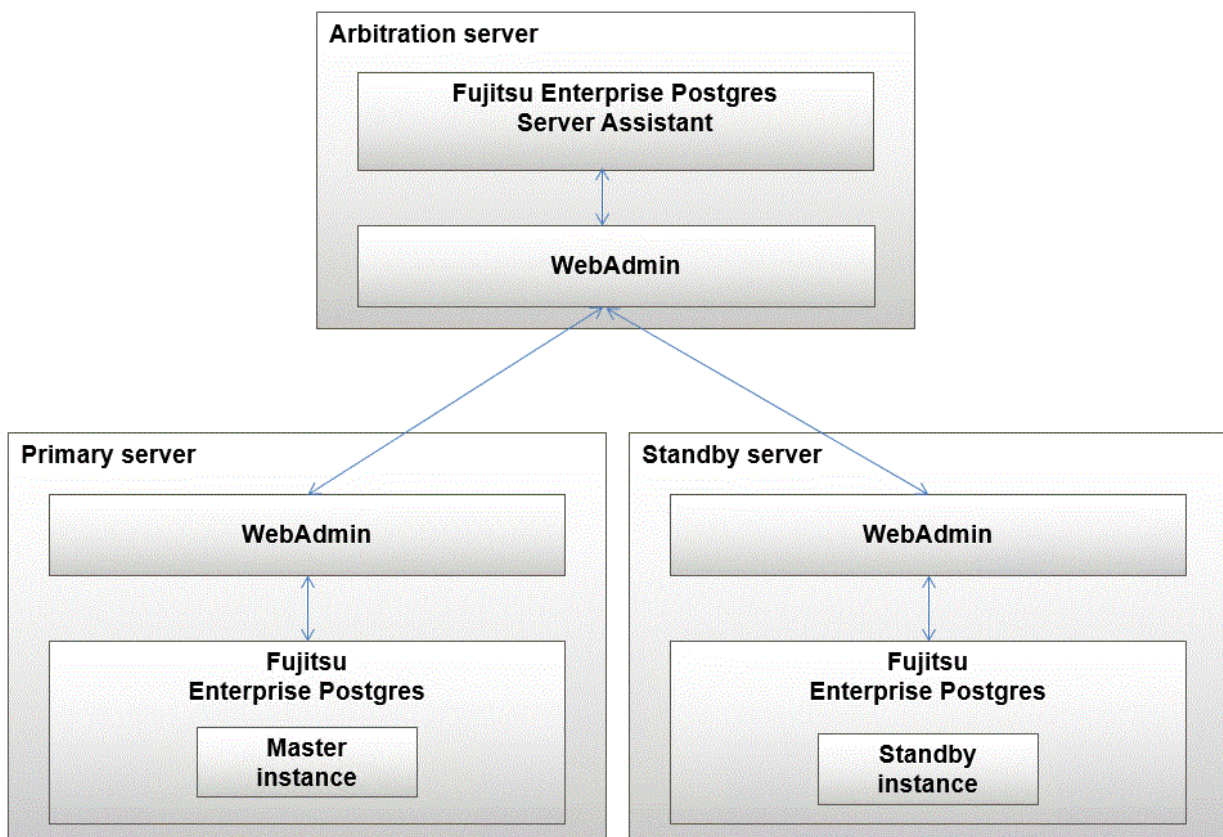 Arbitration server
Fujitsu Enterprise Postgres
Server Assistant
WebAdmin
Primary server
WebAdmin
Fujitsu
Enterprise Postgres
Master
instance
Standby server
WebAdmin
Fujitsu
Enterprise Postgres
Standby
instance